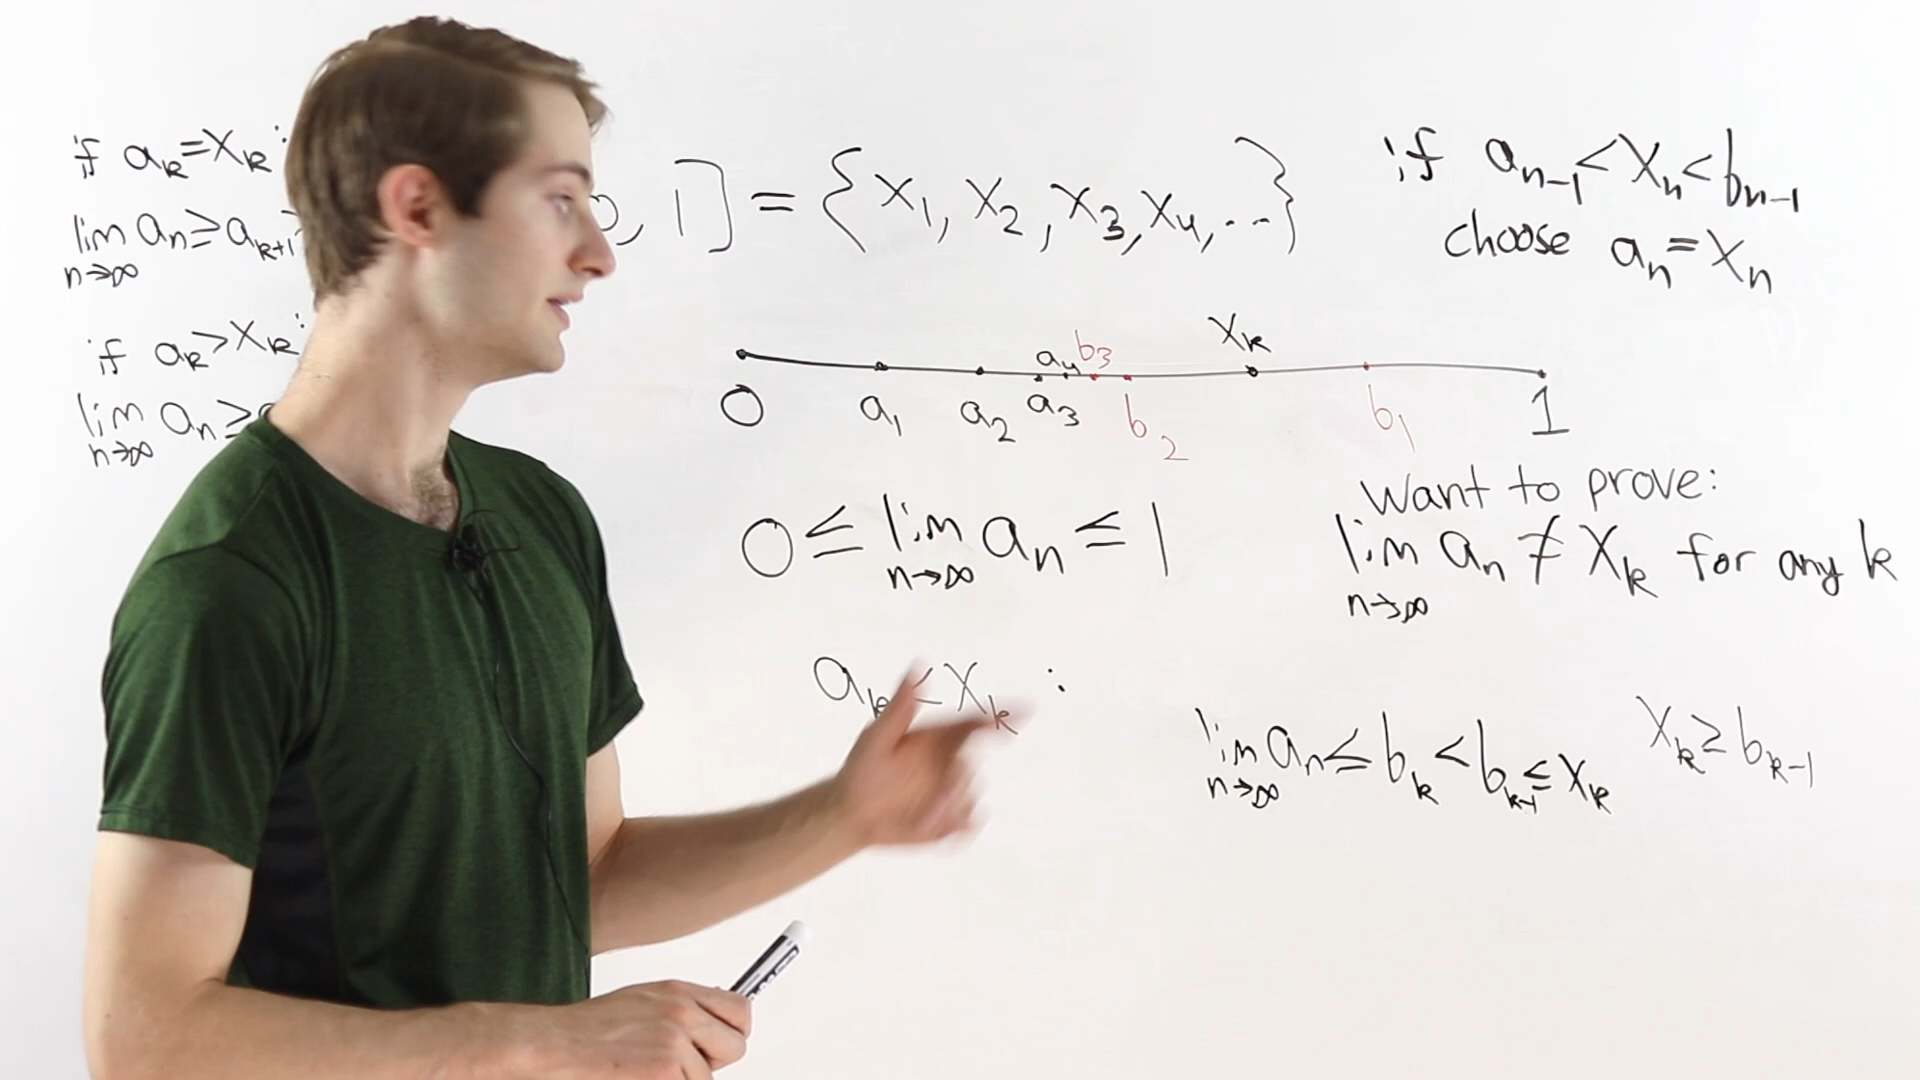 if aₖ=xₖ:
lim aₙ≥aₖ₊₁
n→∞
if aₖ>xₖ:
lim aₙ≥
n→∞
0, 1] = {x₁, x₂, x₃, x₄, ...}
if aₙ₋₁<xₙ<bₙ₋₁
choose aₙ=xₙ
xₖ
a₄ b₃
0 a₁ a₂ a₃ b₂ b₁ 1
0 ≤ lim aₙ ≤ 1
n→∞
Want to prove:
lim aₙ ≠ xₖ for any k
n→∞
aₖ<xₖ :
lim aₙ≤bₖ<bₖ₋₁≤xₖ
n→∞
xₖ≥bₖ₋₁